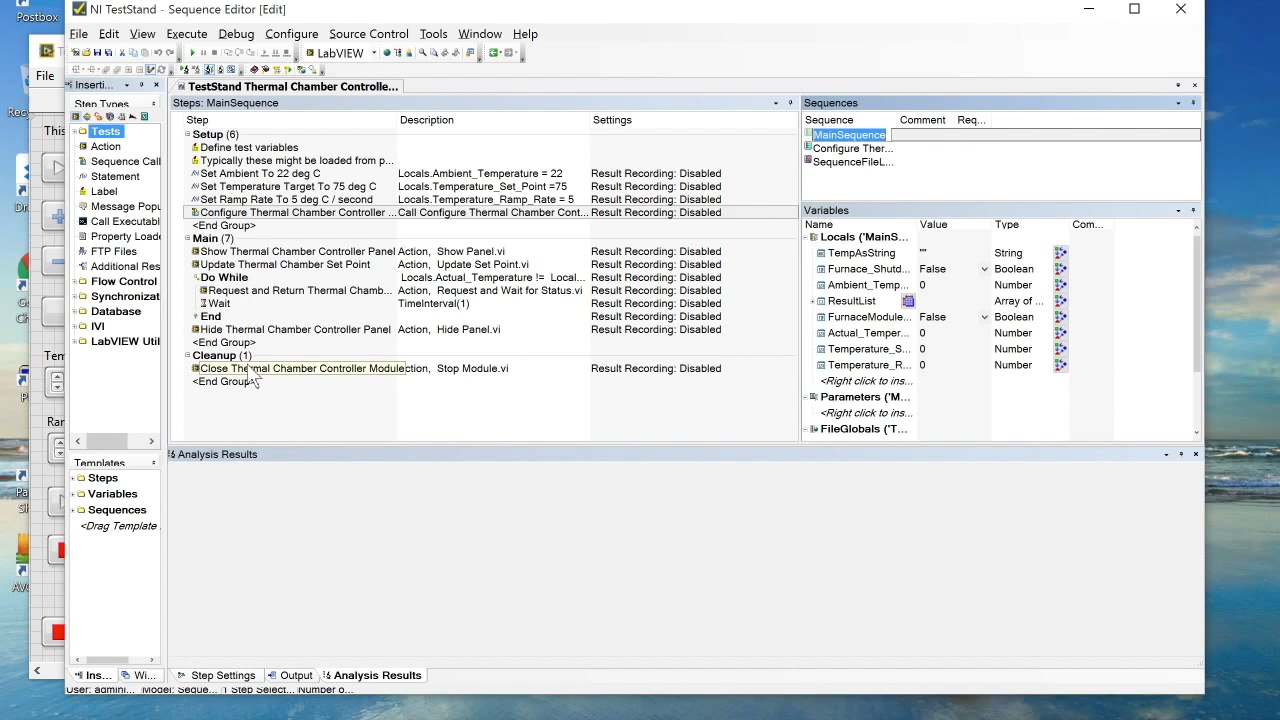 Postbox
NI TestStand - Sequence Editor [Edit]
File Edit View Execute Debug Configure Source Control Tools Window Help
LabVIEW
Inserti...
TestStand Thermal Chamber Controlle...
File
Step Types
Steps: MainSequence
Sequences
Step Description Settings
Sequence Comment Req...
Tests
Action
Sequence Call
Statement
Label
Message Popu
Call Executabl
Property Loade
FTP Files
Additional Res
Flow Control
Synchronizat
Database
IVI
LabVIEW Util
Setup (6)
Define test variables
Typically these might be loaded from p...
Set Ambient To 22 deg C Locals.Ambient_Temperature = 22 Result Recording: Disabled
Set Temperature Target To 75 deg C Locals.Temperature_Set_Point =75 Result Recording: Disabled
Set Ramp Rate To 5 deg C / second Locals.Temperature_Ramp_Rate = 5 Result Recording: Disabled
Configure Thermal Chamber Controller ... Call Configure Thermal Chamber Cont... Result Recording: Disabled
<End Group>
Main (7)
Show Thermal Chamber Controller Panel Action, Show Panel.vi Result Recording: Disabled
Update Thermal Chamber Set Point Action, Update Set Point.vi Result Recording: Disabled
Do While Locals.Actual_Temperature != Local... Result Recording: Disabled
Request and Return Thermal Chamb... Action, Request and Wait for Status.vi Result Recording: Disabled
Wait TimeInterval(1) Result Recording: Disabled
End Result Recording: Disabled
Hide Thermal Chamber Controller Panel Action, Hide Panel.vi Result Recording: Disabled
<End Group>
Cleanup (1)
Close Thermal Chamber Controller Module ction, Stop Module.vi Result Recording: Disabled
<End Group>
MainSequence
Configure Ther...
SequenceFileL...
Variables
Name Value Type Com...
Locals ('MainS...
TempAsString "" String
Furnace_Shutd... False Boolean
Ambient_Temp... 0 Number
ResultList Array of ...
FurnaceModule... False Boolean
Actual_Temper... 0 Number
Temperature_S... 0 Number
Temperature_R... 0 Number
<Right click to ins...
Parameters ('M...
<Right click to ins...
FileGlobals ('T...
Analysis Results
Templates
Steps
Variables
Sequences
<Drag Template
This
Tem
Ran
Ins... Wi... Step Settings Output Analysis Results
User: admini... Model: Seque... 1 Step Select... Number o...